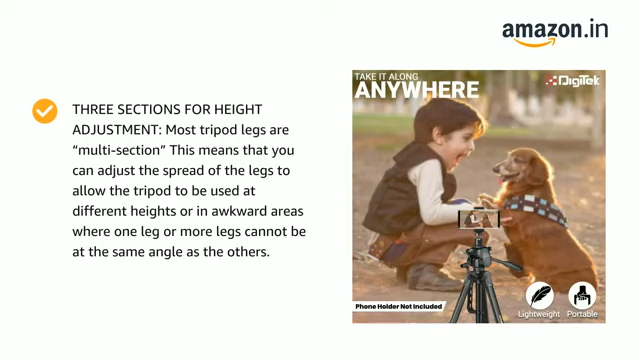 amazon.in
THREE SECTIONS FOR HEIGHT
ADJUSTMENT: Most tripod legs are
“multi-section” This means that you
can adjust the spread of the legs to
allow the tripod to be used at
different heights or in awkward areas
where one leg or more legs cannot be
at the same angle as the others.
TAKE IT ALONG
ANYWHERE
DIGITEK
Phone Holder Not Included
Lightweight
Portable